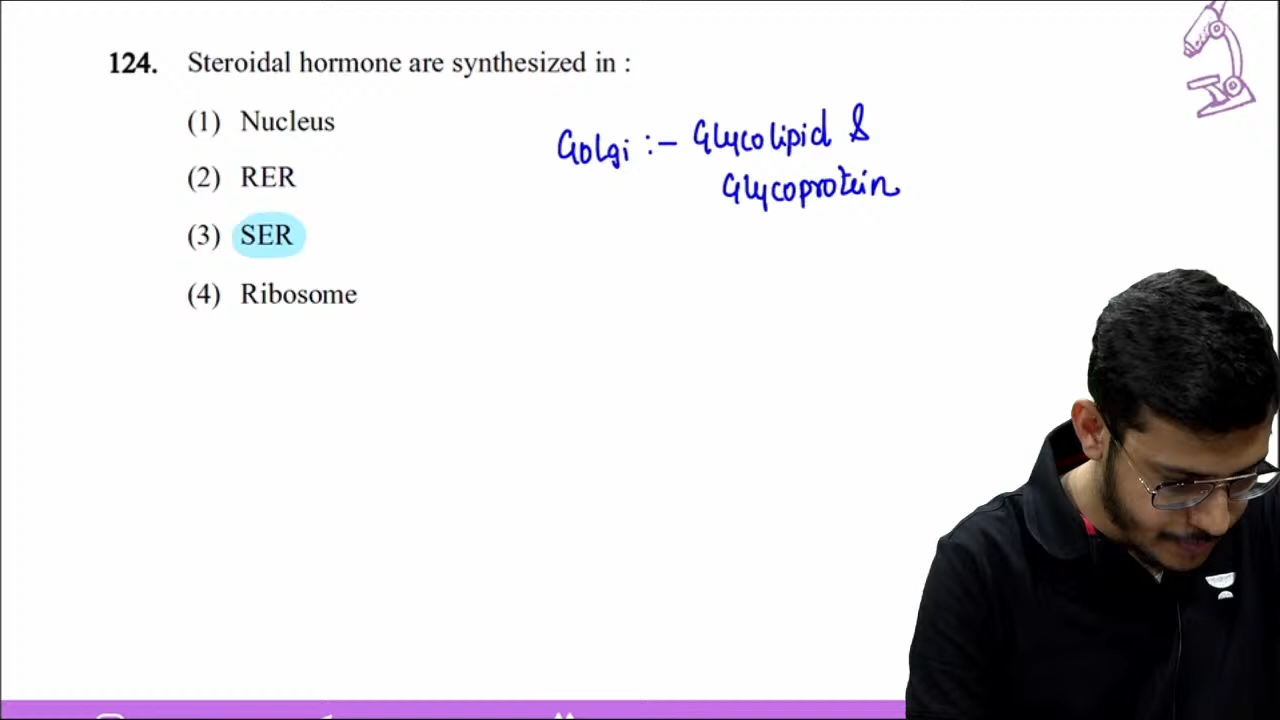 124. Steroidal hormone are synthesized in :
(1) Nucleus
(2) RER
(3) SER
(4) Ribosome
Golgi :- Glycolipid &
Glycoprotein